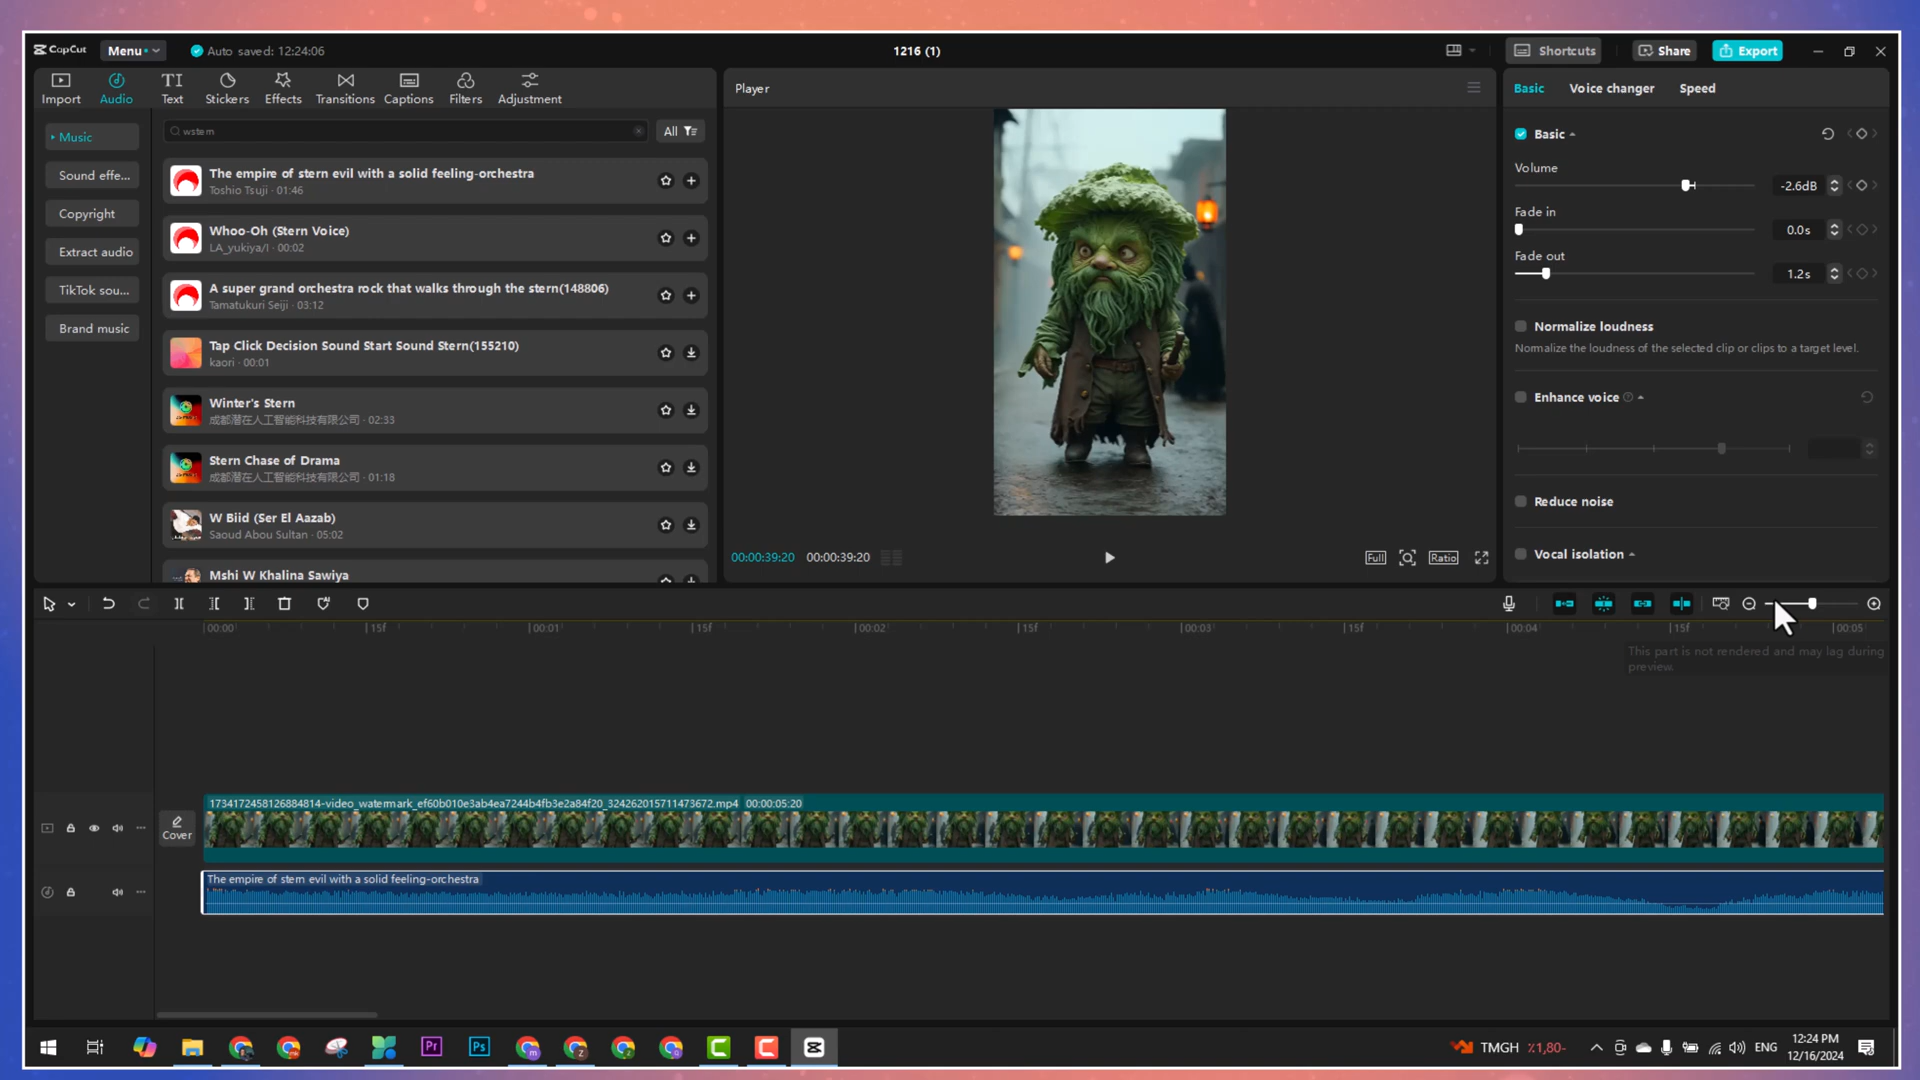 CapCut
Menu
Auto saved: 12:24:06
1216 (1)
Shortcuts
Share
Export
Import
Audio
Text
Stickers
Effects
Transitions
Captions
Filters
Adjustment
Player
Basic
Voice changer
Speed
Music
Sound effe...
Copyright
Extract audio
TikTok sou...
Brand music
wstem
All
The empire of stern evil with a solid feeling-orchestra
Toshio Tsuji · 01:46
Whoo-Oh (Stern Voice)
LA_yukiya/I · 00:02
A super grand orchestra rock that walks through the stern(148806)
Tamatukuri Seiji · 03:12
Tap Click Decision Sound Start Sound Stern(155210)
kaori · 00:01
Winter's Stern
成都潜在人工智能科技有限公司 · 02:33
Stern Chase of Drama
成都潜在人工智能科技有限公司 · 01:18
W Biid (Ser El Aazab)
Saoud Abou Sultan · 05:02
Mshi W Khalina Sawiya
00:00:39:20
00:00:39:20
Full
Ratio
Basic
Volume
-2.6dB
Fade in
0.0s
Fade out
1.2s
Normalize loudness
Normalize the loudness of the selected clip or clips to a target level.
Enhance voice
Reduce noise
Vocal isolation
00:00
15f
00:01
15f
00:02
15f
00:03
15f
00:04
15f
00:05
This part is not rendered and may lag during
preview.
Cover
1734172458126884814-video_watermark_ef60b010e3ab4ea7244b4fb3e2a84f20_324262015711473672.mp4 00:00:05:20
The empire of stern evil with a solid feeling-orchestra
Pr
Ps
TMGH
٪1,80-
ENG
12:24 PM
12/16/2024